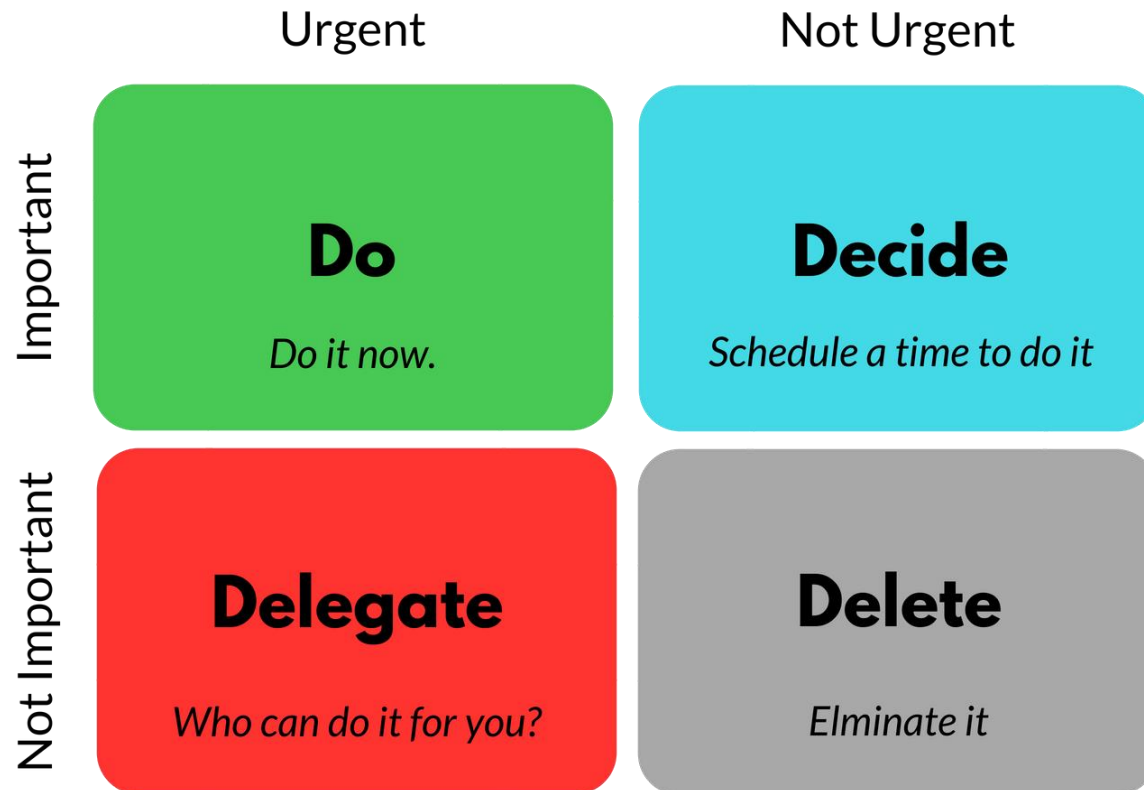 Urgent
Not Urgent
Important
Do
Do it now.
Decide
Schedule a time to do it
Not Important
Delegate
Who can do it for you?
Delete
Elminate it